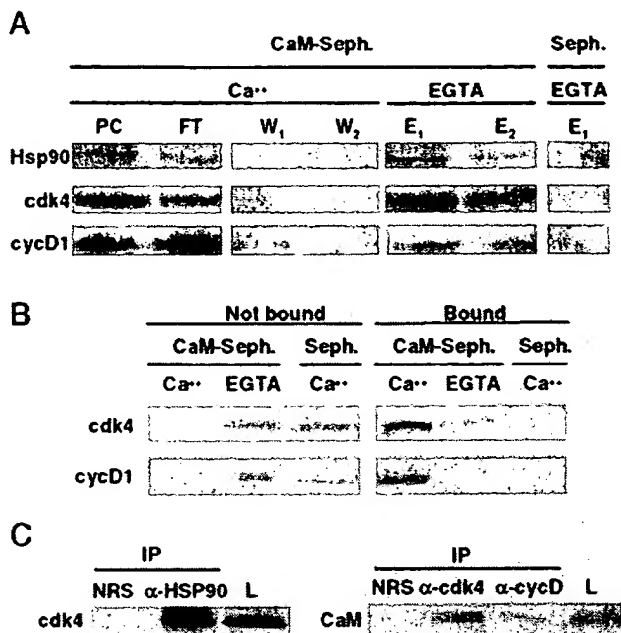 A
CaM-Seph. Seph.
Ca++ EGTA EGTA
PC FT W₁ W₂ E₁ E₂ E₁
Hsp90
cdk4
cycD1
B
Not bound Bound
CaM-Seph. Seph. CaM-Seph. Seph.
Ca++ EGTA Ca++ Ca++ EGTA Ca++
cdk4
cycD1
C
IP IP
NRS α-HSP90 L NRS α-cdk4 α-cycD L
cdk4 CaM